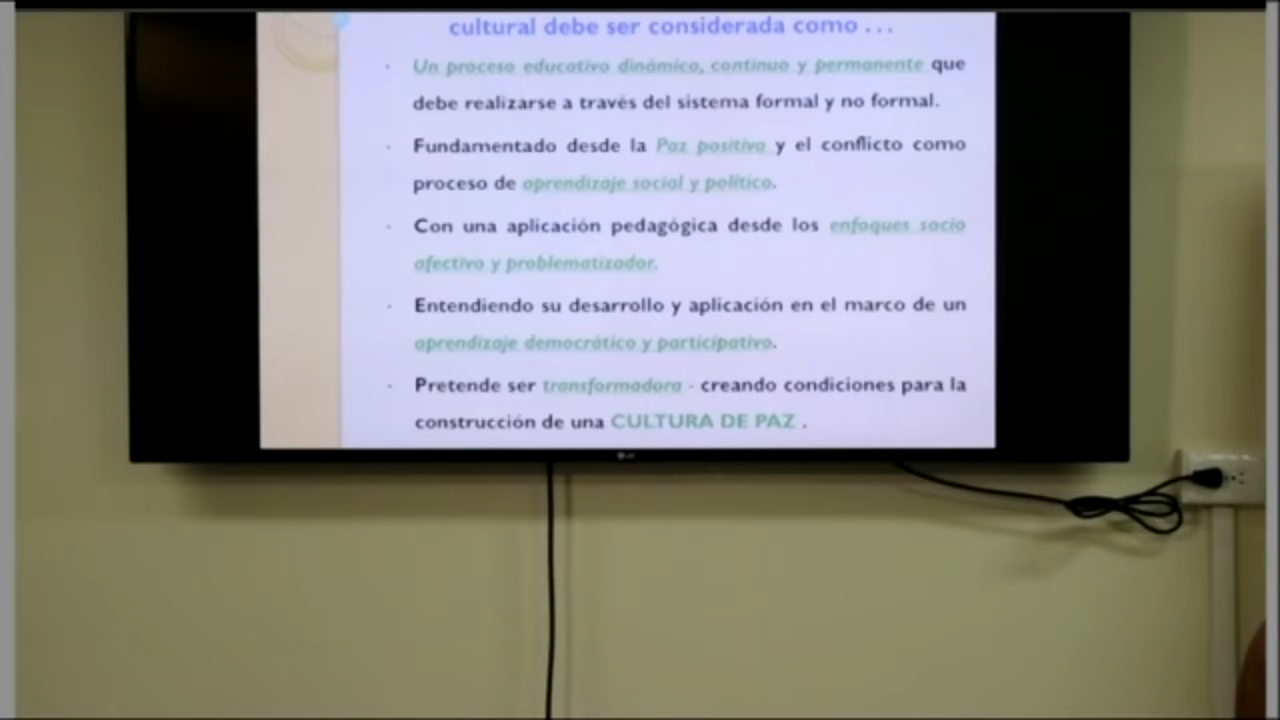 cultural debe ser considerada como . . .
· Un proceso educativo dinámico, continuo y permanente que
debe realizarse a través del sistema formal y no formal.
· Fundamentado desde la Paz positiva y el conflicto como
proceso de aprendizaje social y político.
· Con una aplicación pedagógica desde los enfoques socio
afectivo y problematizador.
· Entendiendo su desarrollo y aplicación en el marco de un
aprendizaje democrático y participativo.
· Pretende ser transformadora - creando condiciones para la
construcción de una CULTURA DE PAZ .
LG